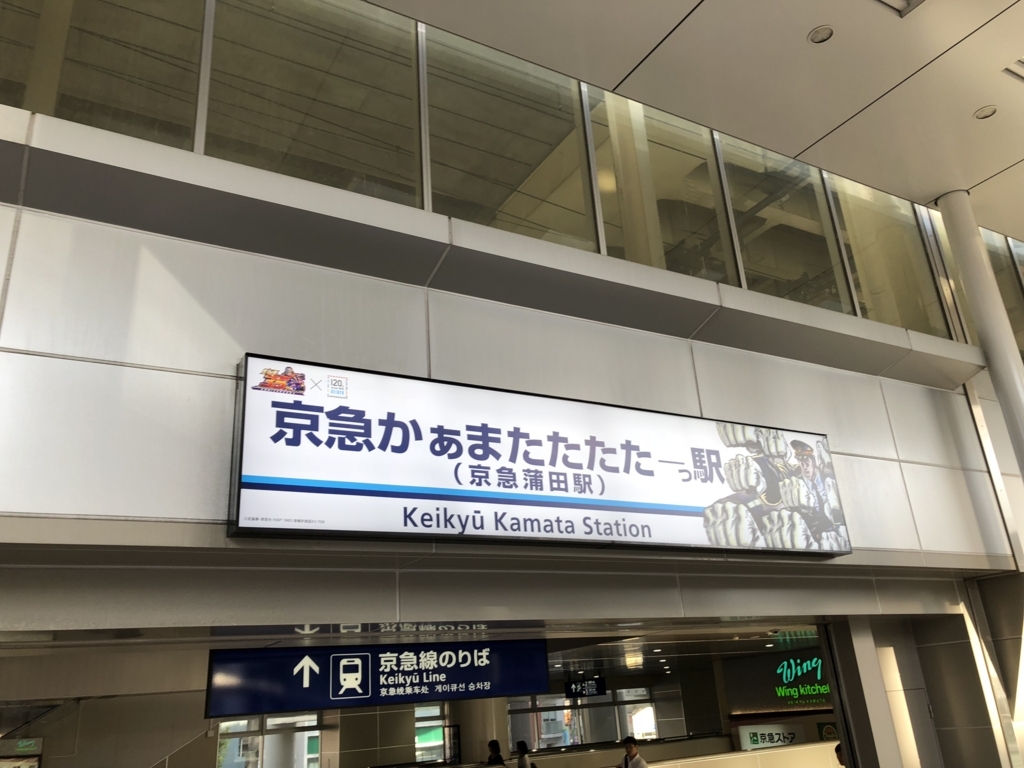 120
京急かぁまたたたたーっ駅
(京急蒲田駅)
Keikyū Kamata Station
↑ 京急線のりば
Keikyū Line
京急线乘车处 게이큐선 승차장
Wing
Wing kitchen
京急ストア